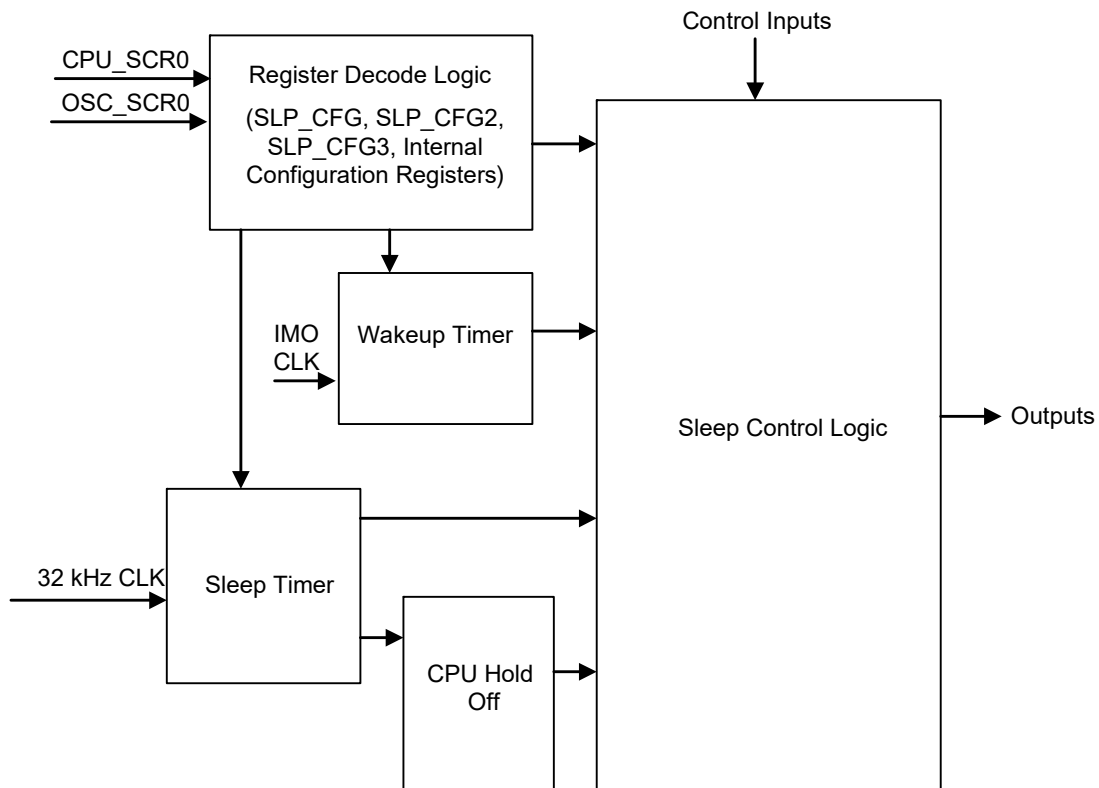 Control Inputs
CPU_SCR0
OSC_SCR0
Register Decode Logic
(SLP_CFG, SLP_CFG2,
SLP_CFG3, Internal
Configuration Registers)
IMO
CLK
Wakeup Timer
Sleep Control Logic
Outputs
32 kHz CLK
Sleep Timer
CPU Hold
Off